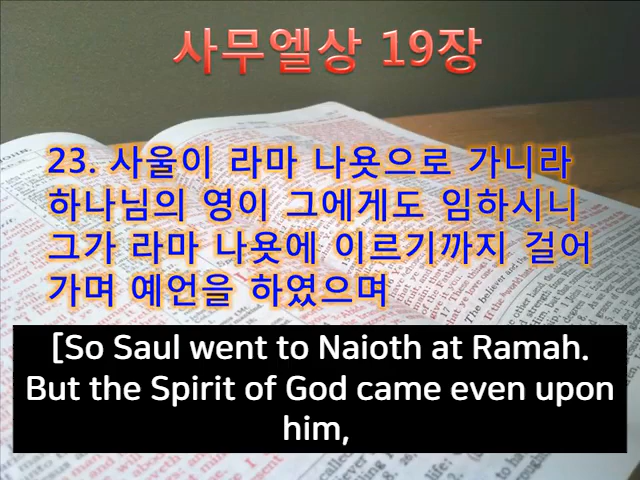 사무엘상 19장
23. 사울이 라마 나욧으로 가니라
하나님의 영이 그에게도 임하시니
그가 라마 나욧에 이르기까지 걸어
가며 예언을 하였으며
[So Saul went to Naioth at Ramah.
But the Spirit of God came even upon
him,